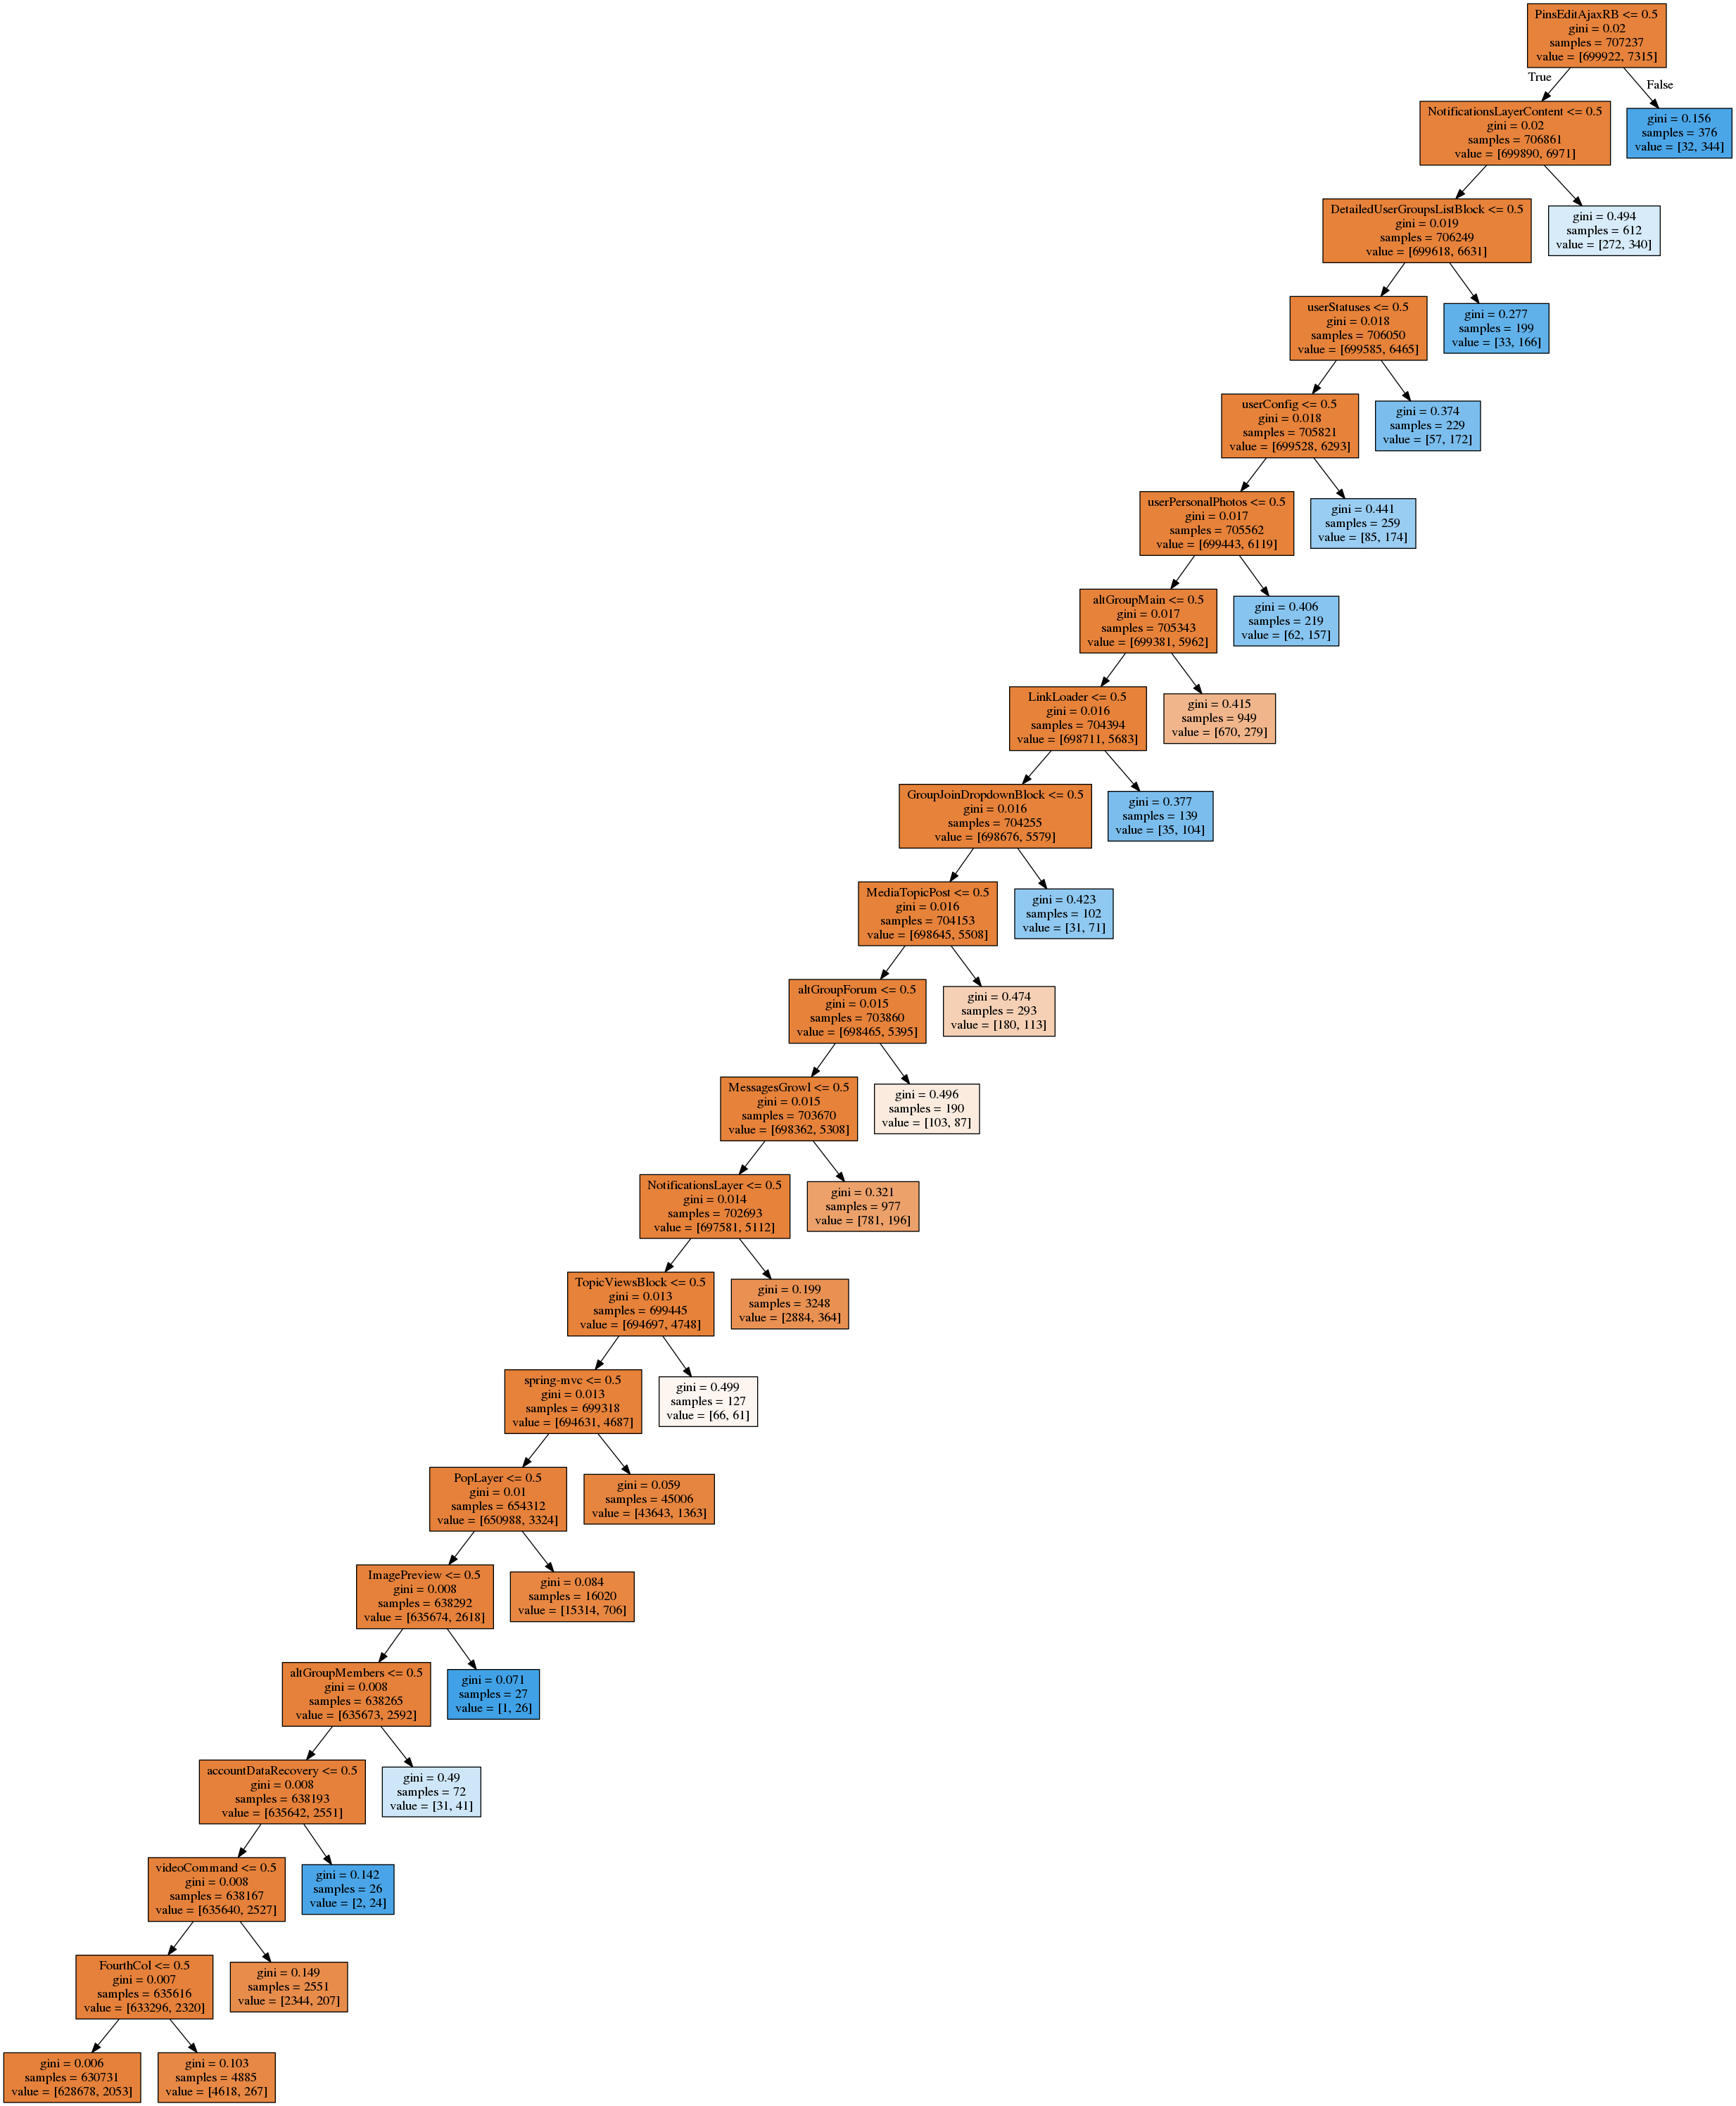 PinsEditAjaxRB <= 0.5
gini = 0.02
samples = 707237
value = [699922, 7315]
True
False
NotificationsLayerContent <= 0.5
gini = 0.02
samples = 706861
value = [699890, 6971]
gini = 0.156
samples = 376
value = [32, 344]
DetailedUserGroupsListBlock <= 0.5
gini = 0.019
samples = 706249
value = [699618, 6631]
gini = 0.494
samples = 612
value = [272, 340]
userStatuses <= 0.5
gini = 0.018
samples = 706050
value = [699585, 6465]
gini = 0.277
samples = 199
value = [33, 166]
userConfig <= 0.5
gini = 0.018
samples = 705821
value = [699528, 6293]
gini = 0.374
samples = 229
value = [57, 172]
userPersonalPhotos <= 0.5
gini = 0.017
samples = 705562
value = [699443, 6119]
gini = 0.441
samples = 259
value = [85, 174]
altGroupMain <= 0.5
gini = 0.017
samples = 705343
value = [699381, 5962]
gini = 0.406
samples = 219
value = [62, 157]
LinkLoader <= 0.5
gini = 0.016
samples = 704394
value = [698711, 5683]
gini = 0.415
samples = 949
value = [670, 279]
GroupJoinDropdownBlock <= 0.5
gini = 0.016
samples = 704255
value = [698676, 5579]
gini = 0.377
samples = 139
value = [35, 104]
MediaTopicPost <= 0.5
gini = 0.016
samples = 704153
value = [698645, 5508]
gini = 0.423
samples = 102
value = [31, 71]
altGroupForum <= 0.5
gini = 0.015
samples = 703860
value = [698465, 5395]
gini = 0.474
samples = 293
value = [180, 113]
MessagesGrowl <= 0.5
gini = 0.015
samples = 703670
value = [698362, 5308]
gini = 0.496
samples = 190
value = [103, 87]
NotificationsLayer <= 0.5
gini = 0.014
samples = 702693
value = [697581, 5112]
gini = 0.321
samples = 977
value = [781, 196]
TopicViewsBlock <= 0.5
gini = 0.013
samples = 699445
value = [694697, 4748]
gini = 0.199
samples = 3248
value = [2884, 364]
spring-mvc <= 0.5
gini = 0.013
samples = 699318
value = [694631, 4687]
gini = 0.499
samples = 127
value = [66, 61]
PopLayer <= 0.5
gini = 0.01
samples = 654312
value = [650988, 3324]
gini = 0.059
samples = 45006
value = [43643, 1363]
ImagePreview <= 0.5
gini = 0.008
samples = 638292
value = [635674, 2618]
gini = 0.084
samples = 16020
value = [15314, 706]
altGroupMembers <= 0.5
gini = 0.008
samples = 638265
value = [635673, 2592]
gini = 0.071
samples = 27
value = [1, 26]
accountDataRecovery <= 0.5
gini = 0.008
samples = 638193
value = [635642, 2551]
gini = 0.49
samples = 72
value = [31, 41]
videoCommand <= 0.5
gini = 0.008
samples = 638167
value = [635640, 2527]
gini = 0.142
samples = 26
value = [2, 24]
FourthCol <= 0.5
gini = 0.007
samples = 635616
value = [633296, 2320]
gini = 0.149
samples = 2551
value = [2344, 207]
gini = 0.006
samples = 630731
value = [628678, 2053]
gini = 0.103
samples = 4885
value = [4618, 267]